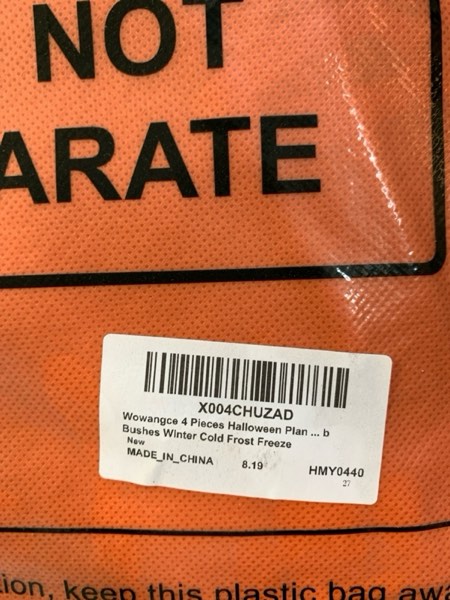 NOT
ARATE
X004CHUZAD
Wowangce 4 Pieces Halloween Plan ... b
Bushes Winter Cold Frost Freeze
New
MADE_IN_CHINA 8.19 HMY0440
27
tion, keep this plastic bag awa